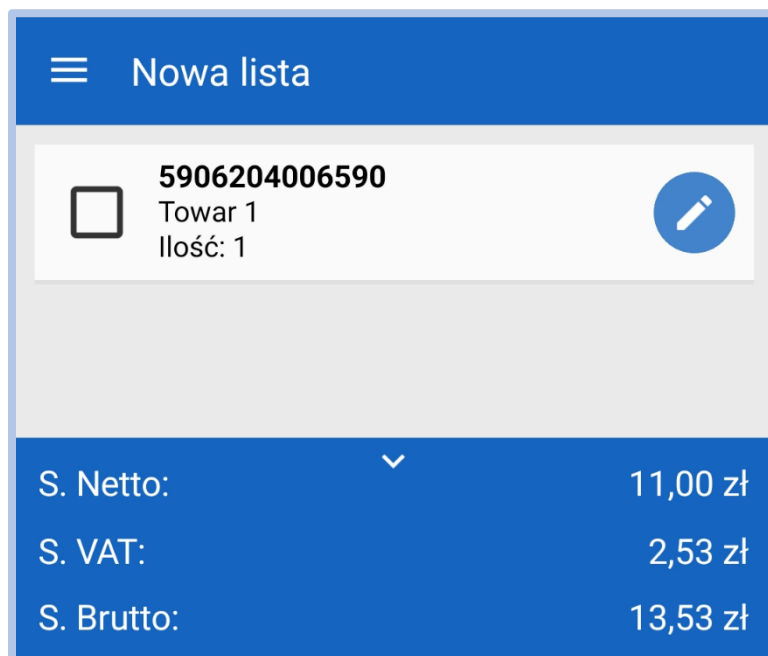 Nowa lista
5906204006590
Towar 1
Ilość: 1
S. Netto: 11,00 zł
S. VAT: 2,53 zł
S. Brutto: 13,53 zł